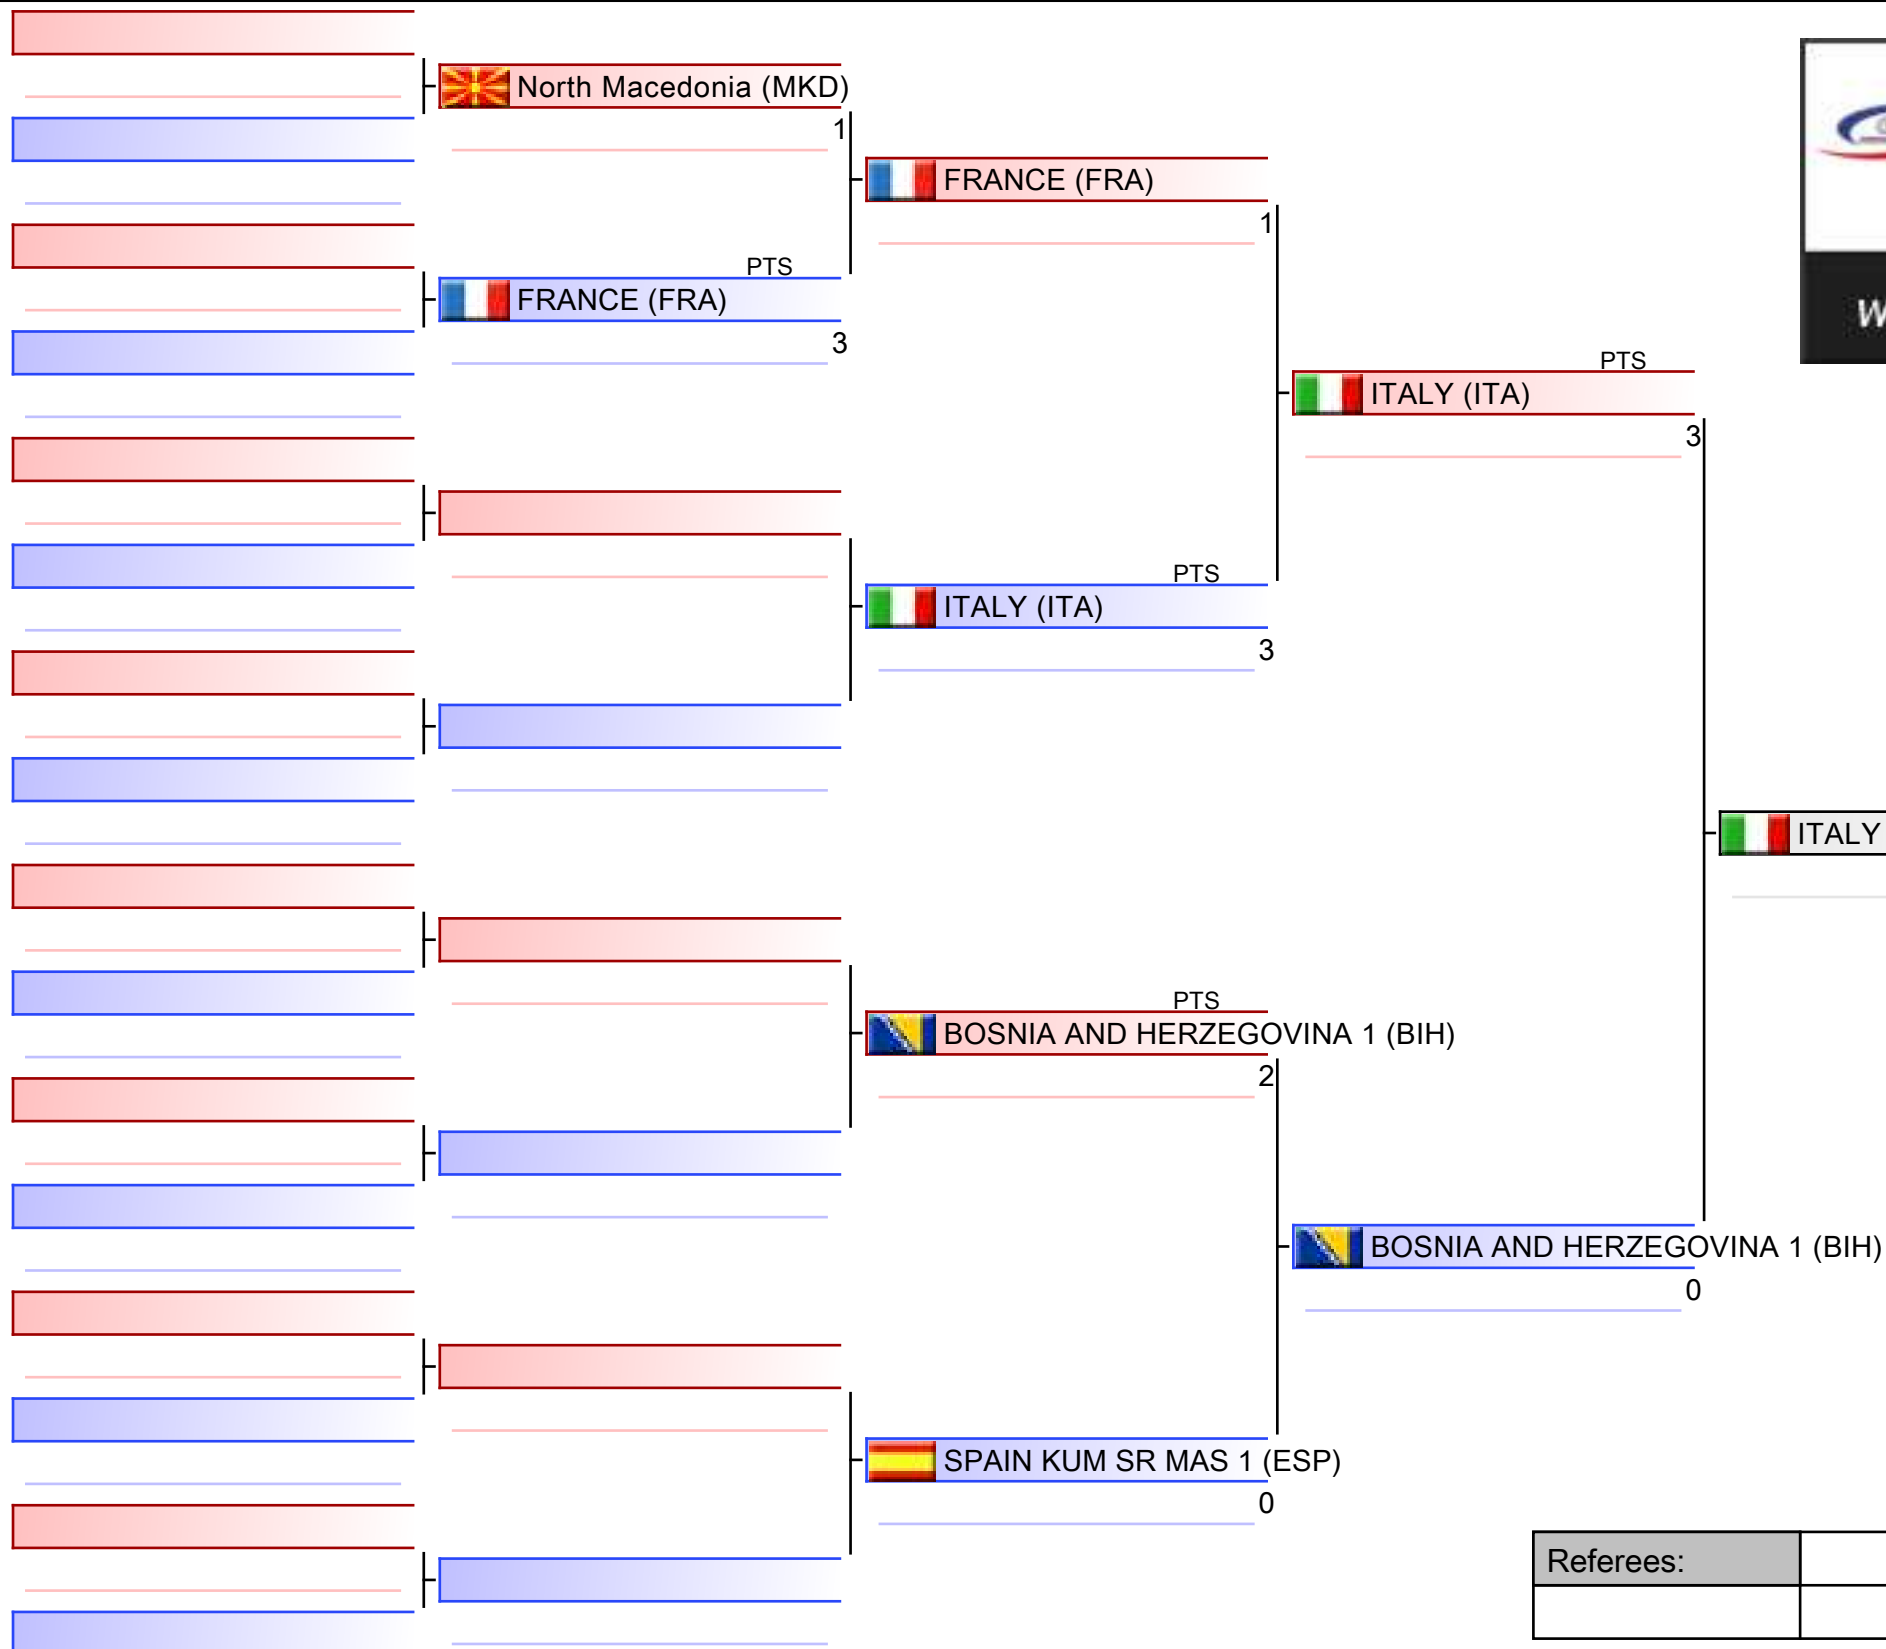 North Macedonia (MKD)
1
FRANCE (FRA)
1
PTS
FRANCE (FRA)
3
PTS
ITALY (ITA)
3
PTS
ITALY (ITA)
3
ITALY
PTS
BOSNIA AND HERZEGOVINA 1 (BIH)
2
BOSNIA AND HERZEGOVINA 1 (BIH)
0
SPAIN KUM SR MAS 1 (ESP)
0
Referees: